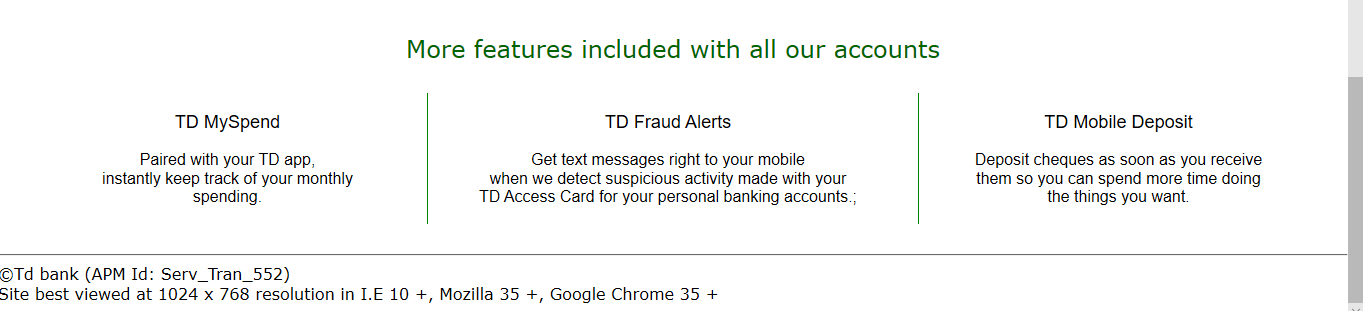 More features included with all our accounts
TD MySpend
Paired with your TD app,
instantly keep track of your monthly
spending.
TD Fraud Alerts
Get text messages right to your mobile
when we detect suspicious activity made with your
TD Access Card for your personal banking accounts.;
TD Mobile Deposit
Deposit cheques as soon as you receive
them so you can spend more time doing
the things you want.
©Td bank (APM Id: Serv_Tran_552)
Site best viewed at 1024 x 768 resolution in I.E 10 +, Mozilla 35 +, Google Chrome 35 +